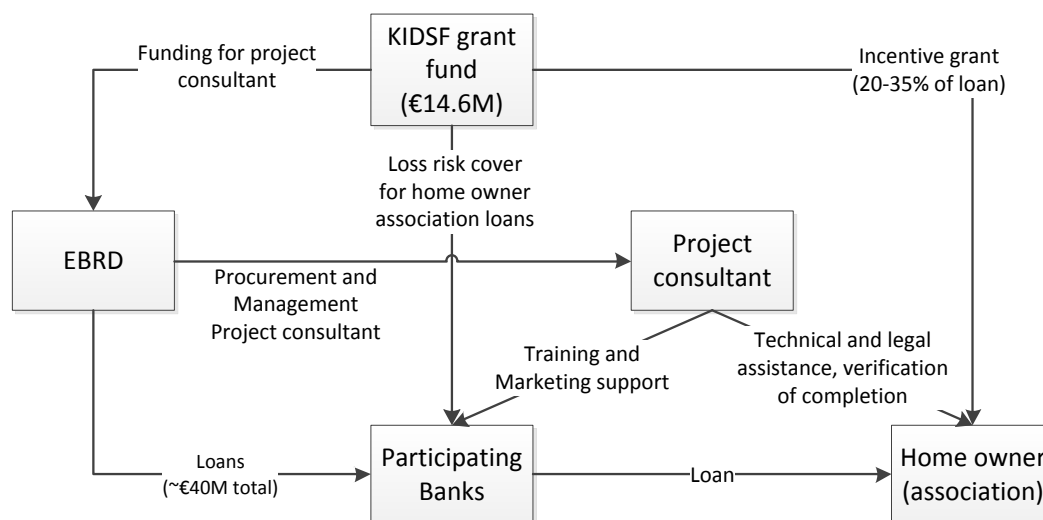 Funding for project
consultant
KIDSF grant
fund
(€14.6M)
Incentive grant
(20-35% of loan)
Loss risk cover
for home owner
association loans
EBRD
Project
consultant
Procurement and
Management
Project consultant
Training and
Marketing support
Technical and legal
assistance, verification
of completion
Loans
(~€40M total)
Participating
Banks
Loan
Home owner
(association)